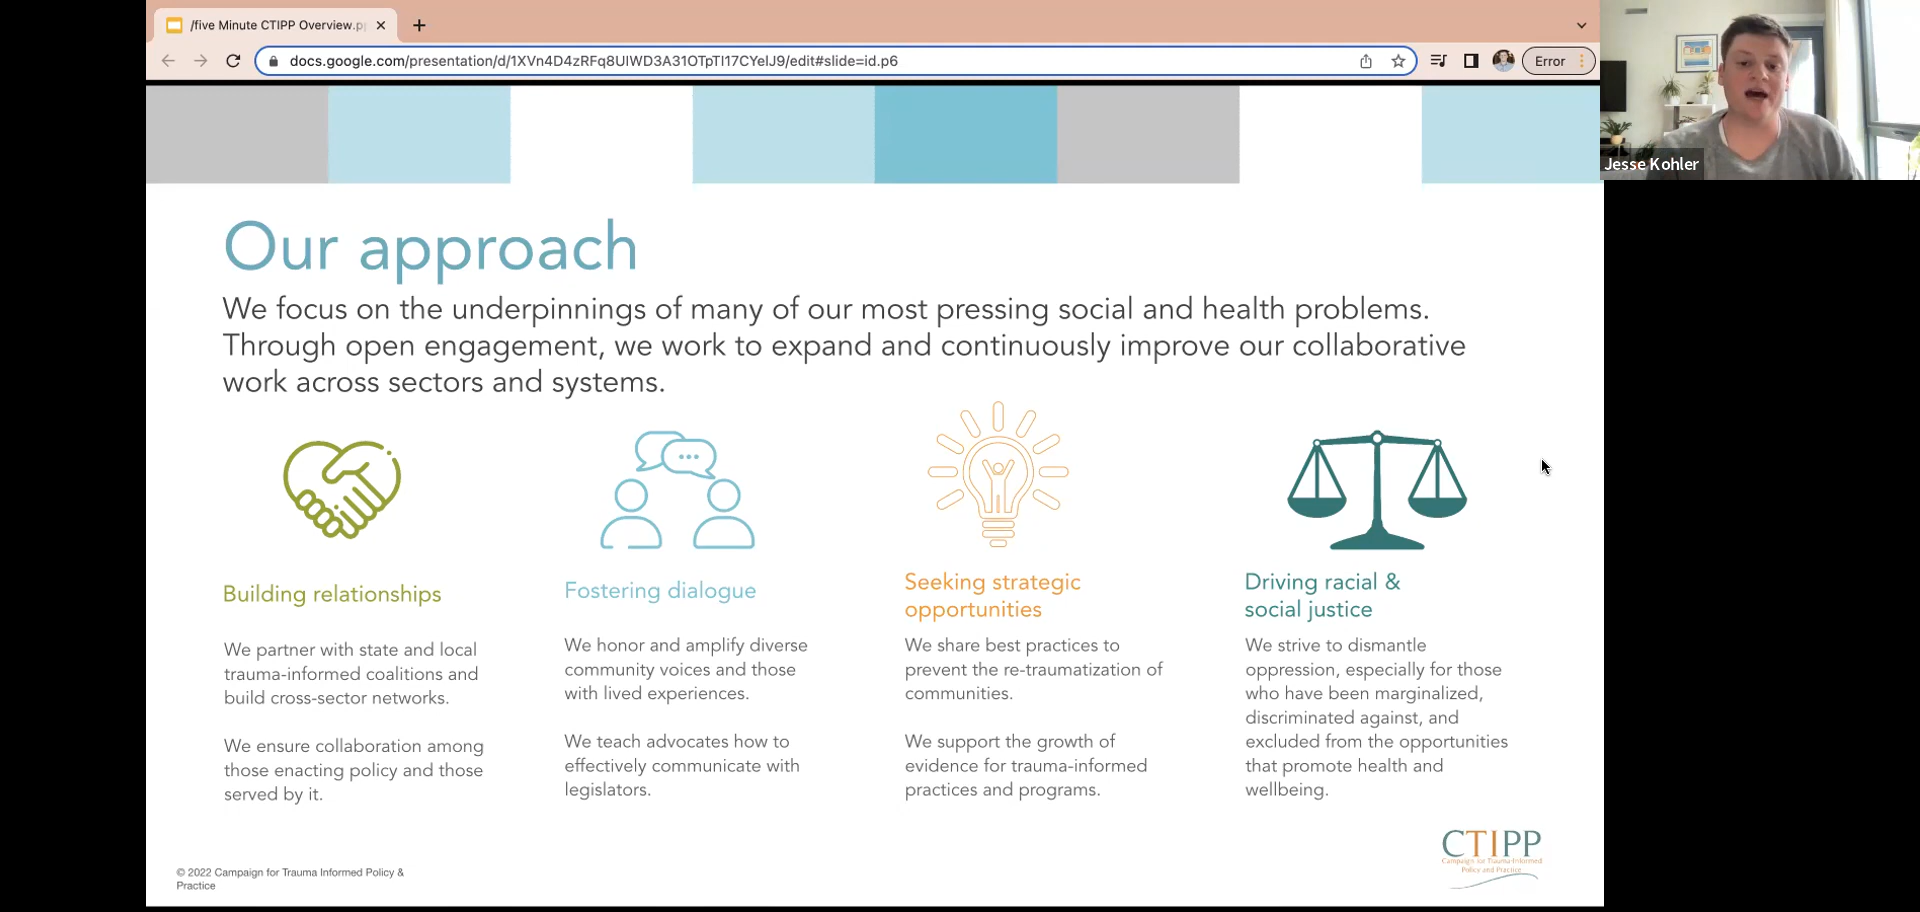 /five Minute CTIPP Overview.p
docs.google.com/presentation/d/1XVn4D4zRFq8UIWD3A31OTpTI17CYeIJ9/edit#slide=id.p6
Error
Jesse Kohler
Our approach
We focus on the underpinnings of many of our most pressing social and health problems.
Through open engagement, we work to expand and continuously improve our collaborative
work across sectors and systems.
Building relationships
We partner with state and local
trauma-informed coalitions and
build cross-sector networks.
We ensure collaboration among
those enacting policy and those
served by it.
Fostering dialogue
We honor and amplify diverse
community voices and those
with lived experiences.
We teach advocates how to
effectively communicate with
legislators.
Seeking strategic
opportunities
We share best practices to
prevent the re-traumatization of
communities.
We support the growth of
evidence for trauma-informed
practices and programs.
Driving racial &
social justice
We strive to dismantle
oppression, especially for those
who have been marginalized,
discriminated against, and
excluded from the opportunities
that promote health and
wellbeing.
© 2022 Campaign for Trauma Informed Policy &
Practice
CTIPP
Campaign for Trauma-Informed
Policy and Practice